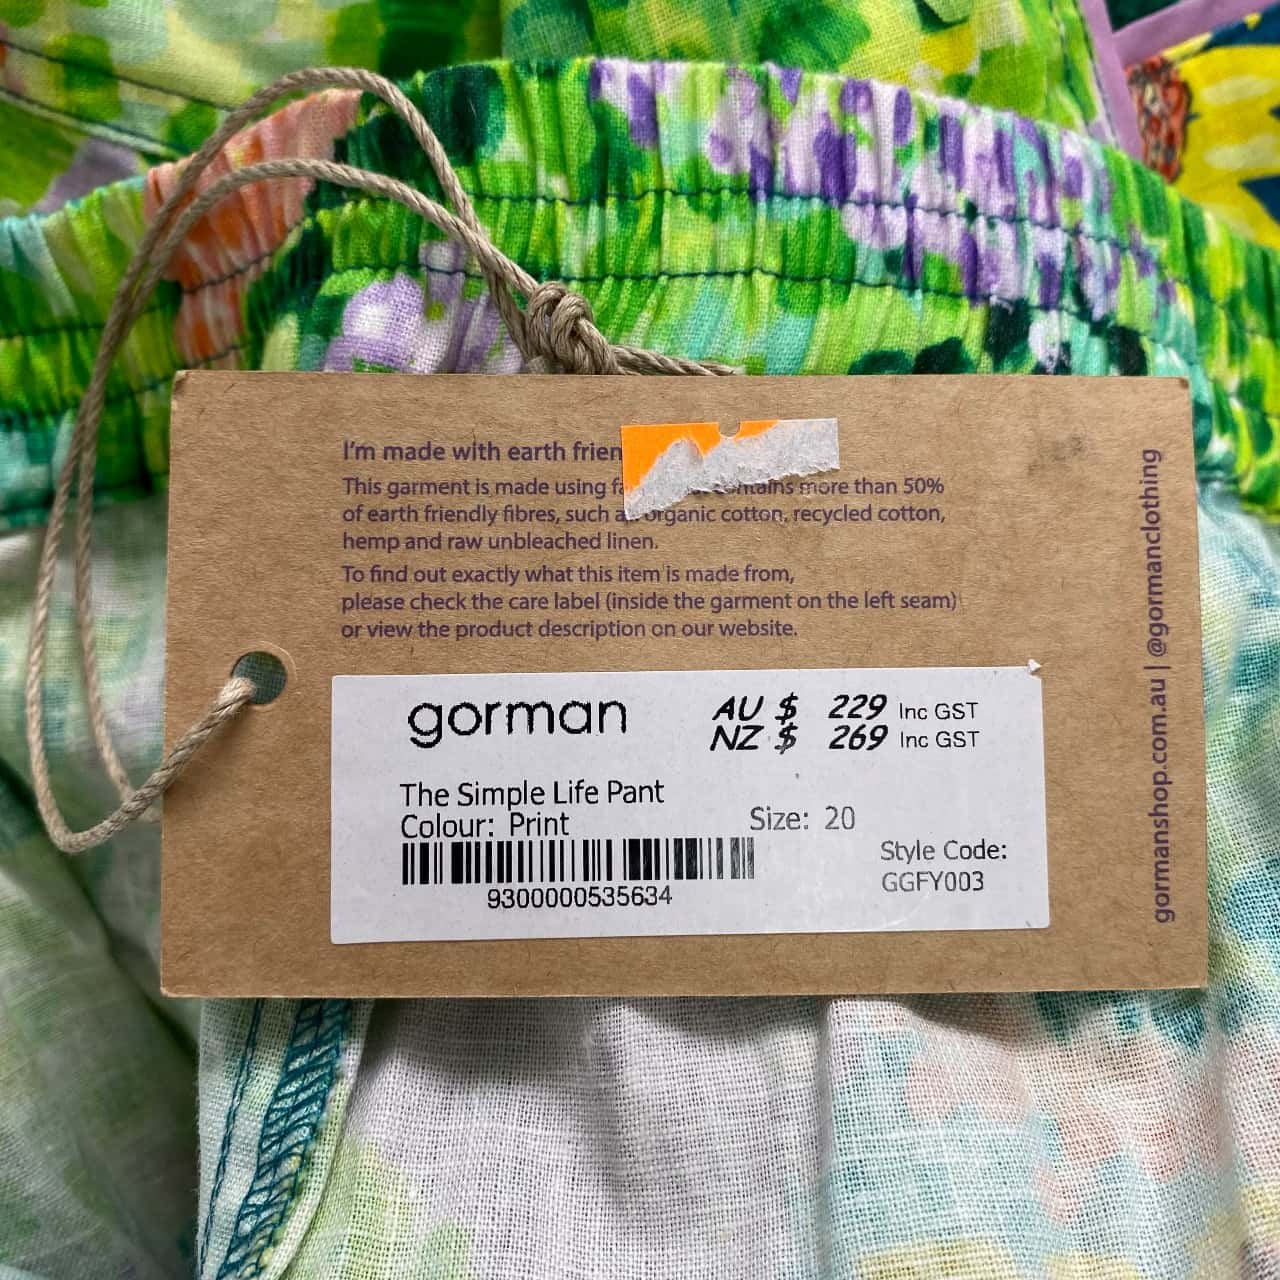 I'm made with earth frien
This garment is made using fa ontains more than 50%
of earth friendly fibres, such as organic cotton, recycled cotton,
hemp and raw unbleached linen.
To find out exactly what this item is made from,
please check the care label (inside the garment on the left seam)
or view the product description on our website.
gorman
AU $ 229 Inc GST
NZ $ 269 Inc GST
The Simple Life Pant
Colour: Print
Size: 20
Style Code:
GGFY003
9300000535634
gormanshop.com.au | @gormanclothing